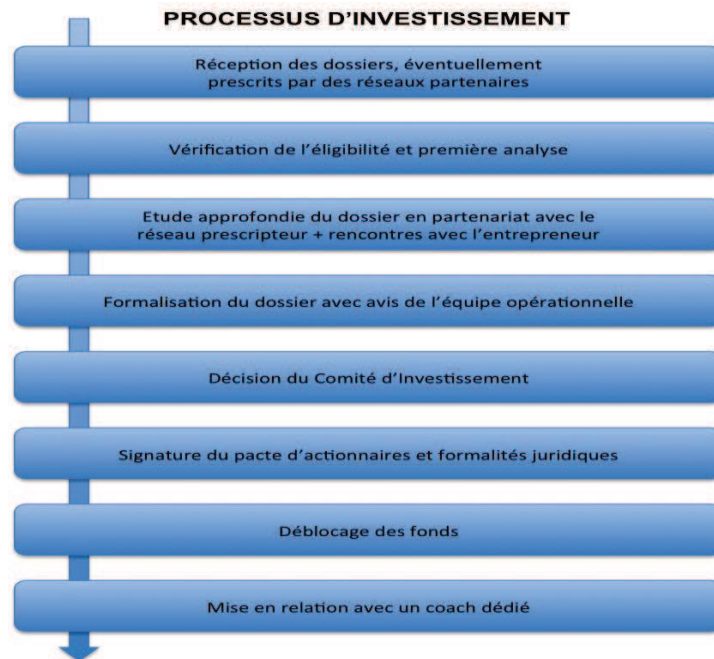 PROCESSUS D'INVESTISSEMENT
Réception des dossiers, éventuellement
prescrits par des réseaux partenaires
Vérification de l'éligibilité et première analyse
Etude approfondie du dossier en partenariat avec le
réseau prescripteur + rencontres avec l'entrepreneur
Formalisation du dossier avec avis de l'équipe opérationnelle
Décision du Comité d'Investissement
Signature du pacte d'actionnaires et formalités juridiques
Déblocage des fonds
Mise en relation avec un coach dédié